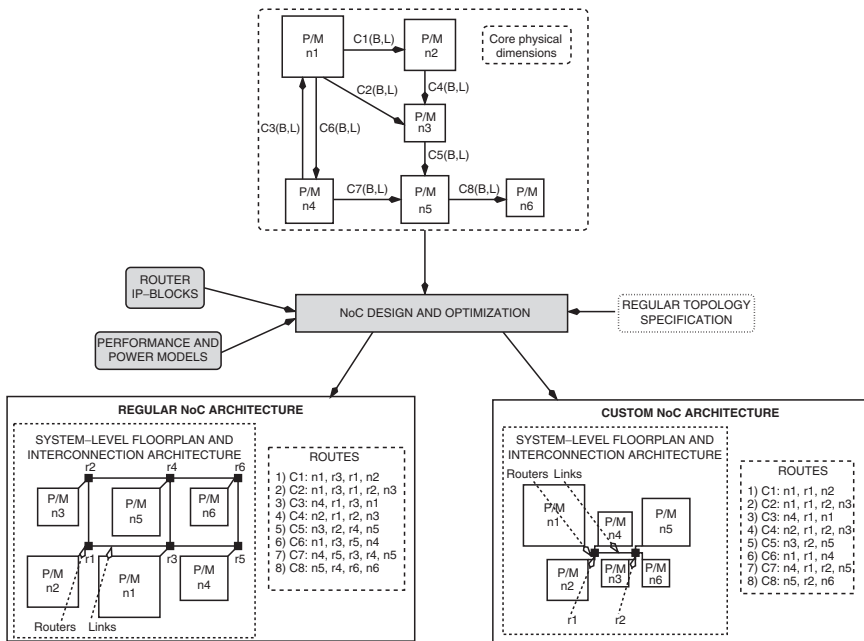 P/M
n1
C1(B,L)
P/M
n2
Core physical
dimensions
C2(B,L)
C4(B,L)
P/M
n3
C3(B,L)
C6(B,L)
C5(B,L)
P/M
n4
C7(B,L)
P/M
n5
C8(B,L)
P/M
n6
ROUTER
IP–BLOCKS
NoC DESIGN AND OPTIMIZATION
REGULAR TOPOLOGY
SPECIFICATION
PERFORMANCE AND
POWER MODELS
REGULAR NoC ARCHITECTURE
SYSTEM–LEVEL FLOORPLAN AND
INTERCONNECTION ARCHITECTURE
r2
r4
r6
P/M
n3
P/M
n5
P/M
n6
r1
r3
r5
P/M
n2
P/M
n1
P/M
n4
Routers
Links
ROUTES
1) C1: n1, r3, r1, n2
2) C2: n1, r3, r1, r2, n3
3) C3: n4, r1, r3, n1
4) C4: n2, r1, r2, n3
5) C5: n3, r2, r4, n5
6) C6: n1, r3, r5, n4
7) C7: n4, r5, r3, r4, n5
8) C8: n5, r4, r6, n6
CUSTOM NoC ARCHITECTURE
SYSTEM–LEVEL FLOORPLAN AND
INTERCONNECTION ARCHITECTURE
Routers
Links
P/M
n1
P/M
n4
P/M
n5
P/M
n2
P/M
n3
P/M
n6
r1
r2
ROUTES
1) C1: n1, r1, n2
2) C2: n1, r1, r2, n3
3) C3: n4, r1, n1
4) C4: n2, r1, r2, n3
5) C5: n3, r2, n5
6) C6: n1, r1, n4
7) C7: n4, r1, r2, n5
8) C8: n5, r2, n6